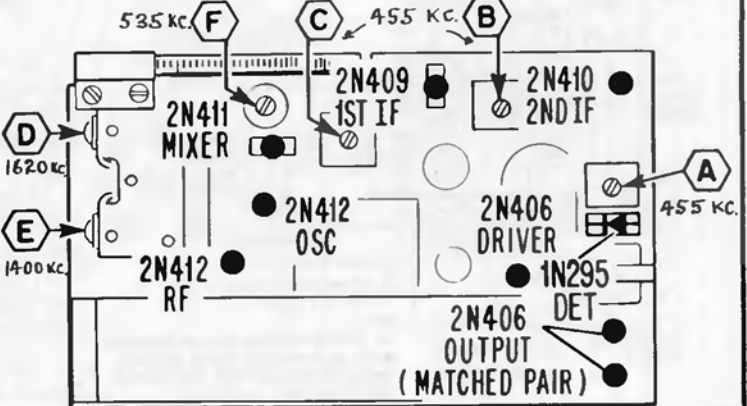 535 KC.
F
C
455 KC.
B
2N411
MIXER
2N409
1ST IF
2N410
2ND IF
D
1620 KC.
A
455 KC.
E
1400 KC.
2N412
OSC
2N406
DRIVER
2N412
RF
1N295
DET
2N406
OUTPUT
(MATCHED PAIR)